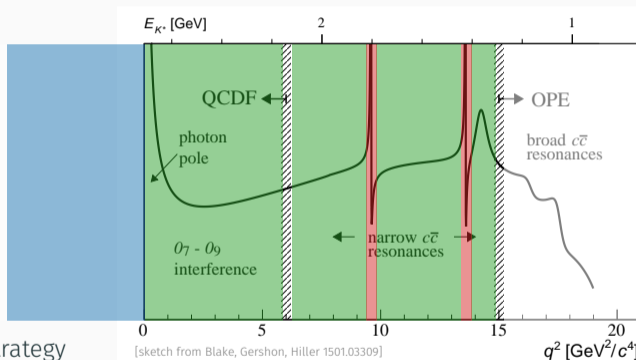 E_K* [GeV]
2
1
QCDF
OPE
photon
pole
broad cc̄
resonances
O₇ - O₉
interference
narrow cc̄
resonances
0
5
10
15
20
q² [GeV²/c⁴]
rategy
[sketch from Blake, Gershon, Hiller 1501.03309]